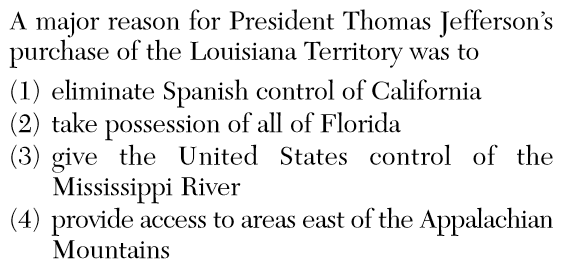 A major reason for President Thomas Jefferson’s
purchase of the Louisiana Territory was to
(1) eliminate Spanish control of California
(2) take possession of all of Florida
(3) give the United States control of the
Mississippi River
(4) provide access to areas east of the Appalachian
Mountains